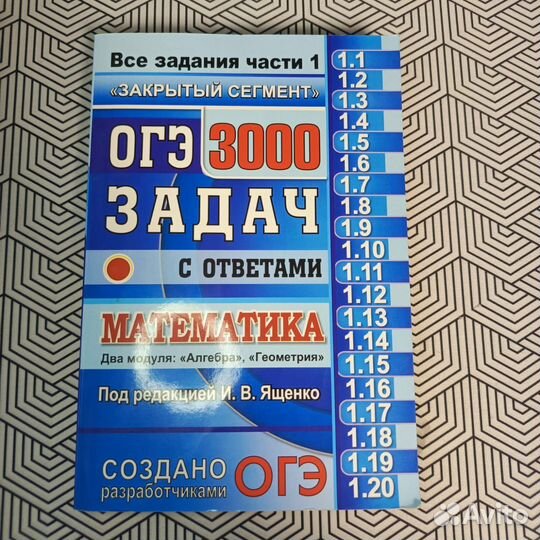 Все задания части 1
«ЗАКРЫТЫЙ СЕГМЕНТ»
ОГЭ 3000
ЗАДАЧ
С ОТВЕТАМИ
МАТЕМАТИКА
Два модуля: «Алгебра», «Геометрия»
Под редакцией И. В. Ященко
СОЗДАНО
разработчиками
ОГЭ
1.1
1.2
1.3
1.4
1.5
1.6
1.7
1.8
1.9
1.10
1.11
1.12
1.13
1.14
1.15
1.16
1.17
1.18
1.19
1.20
Avito